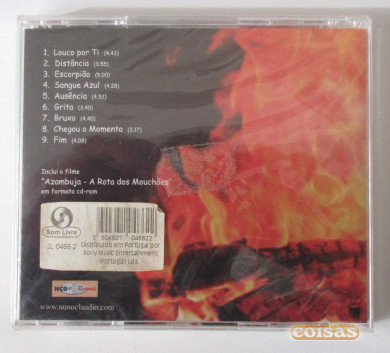 1. Louco por Ti (4.43)
2. Distância (3.55)
3. Escorpião (5.00)
4. Sangue Azul (4.28)
5. Ausência (4.52)
6. Grita (3.40)
7. Bruxo (4.40)
8. Chegou o Momento (3.17)
9. Fim (4.09)
Inclui o filme
"Azambuja - A Rota dos Mouchões"
em formato cd-rom
Som Livre
Distribuído em Portugal por
Sony Music Entertainment
(Portugal) Lda.
HCD
www.nunoclaudio.com
coisas